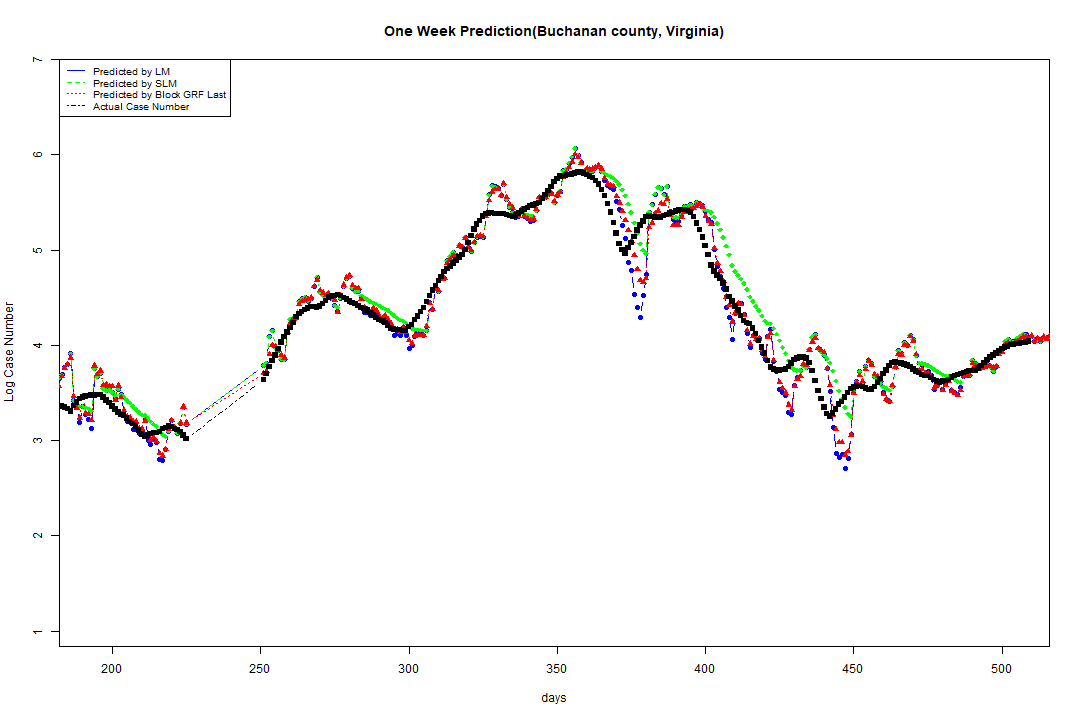 One Week Prediction(Buchanan county, Virginia)
Predicted by LM
Predicted by SLM
Predicted by Block GRF Last
Actual Case Number
7
6
5
4
3
2
1
Log Case Number
200 250 300 350 400 450 500
days